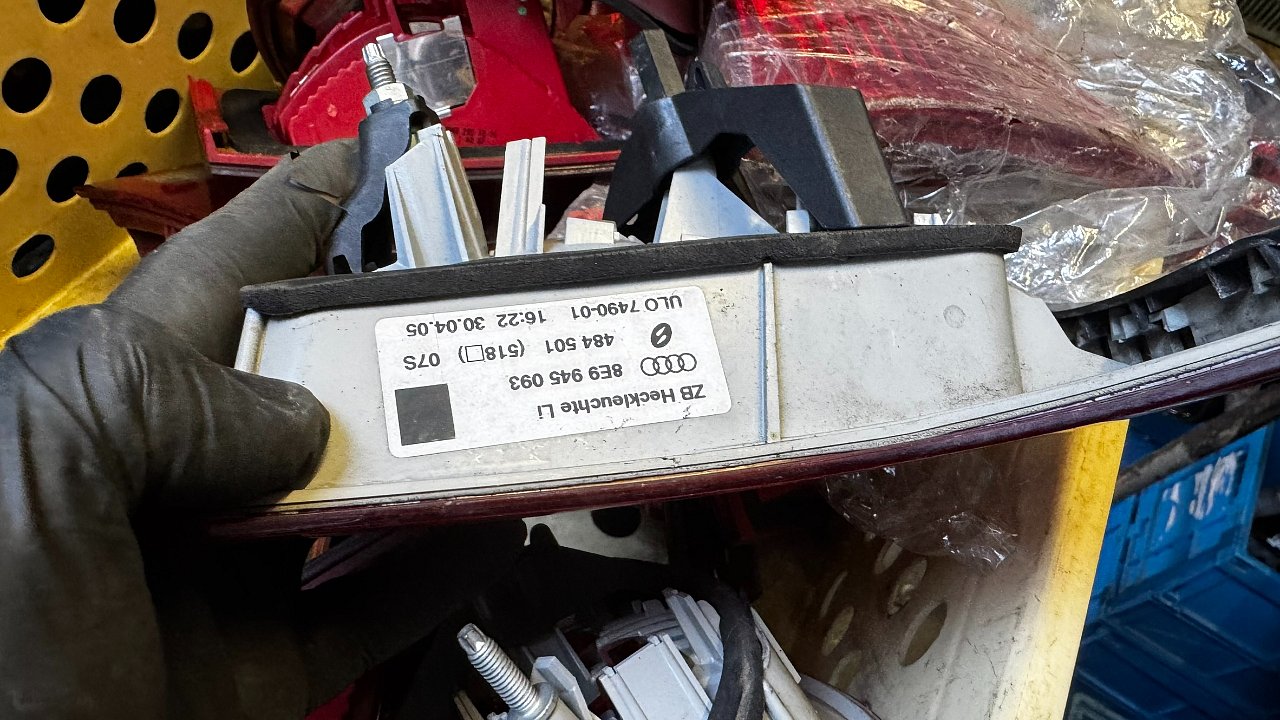 ZB Heckleuchte Li
8E9 945 093
484 501 (518□) 07S
ULO 7490-01 16:22 30.04.05